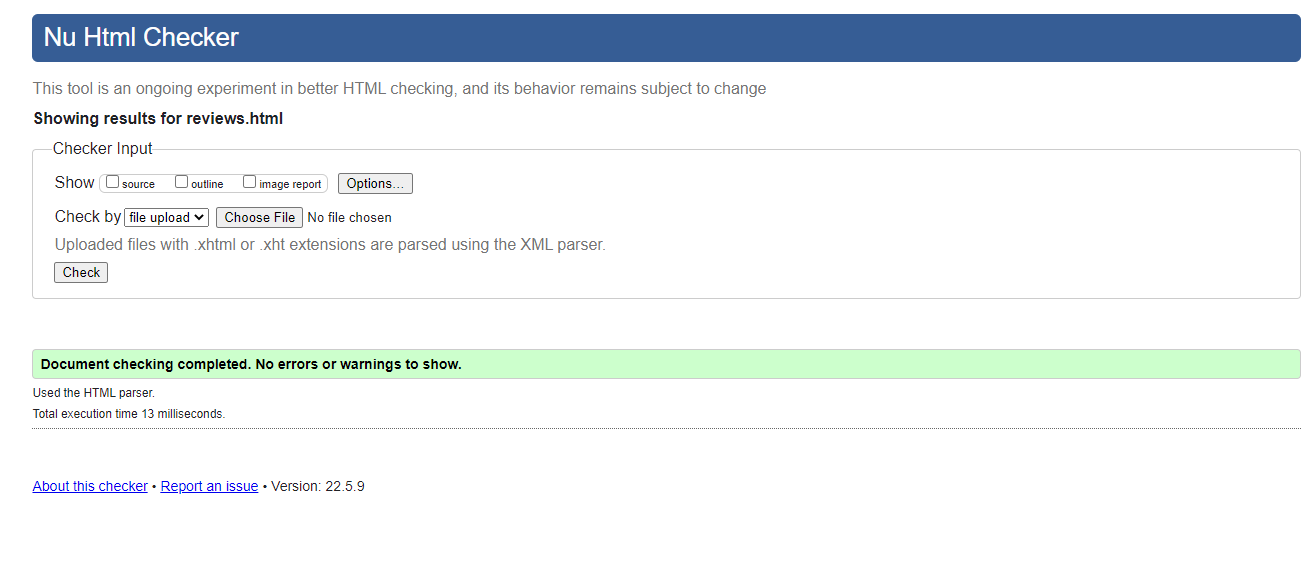 Nu Html Checker
This tool is an ongoing experiment in better HTML checking, and its behavior remains subject to change
Showing results for reviews.html
Checker Input
Show source outline image report Options...
Check by file upload Choose File No file chosen
Uploaded files with .xhtml or .xht extensions are parsed using the XML parser.
Check
Document checking completed. No errors or warnings to show.
Used the HTML parser.
Total execution time 13 milliseconds.
About this checker • Report an issue • Version: 22.5.9